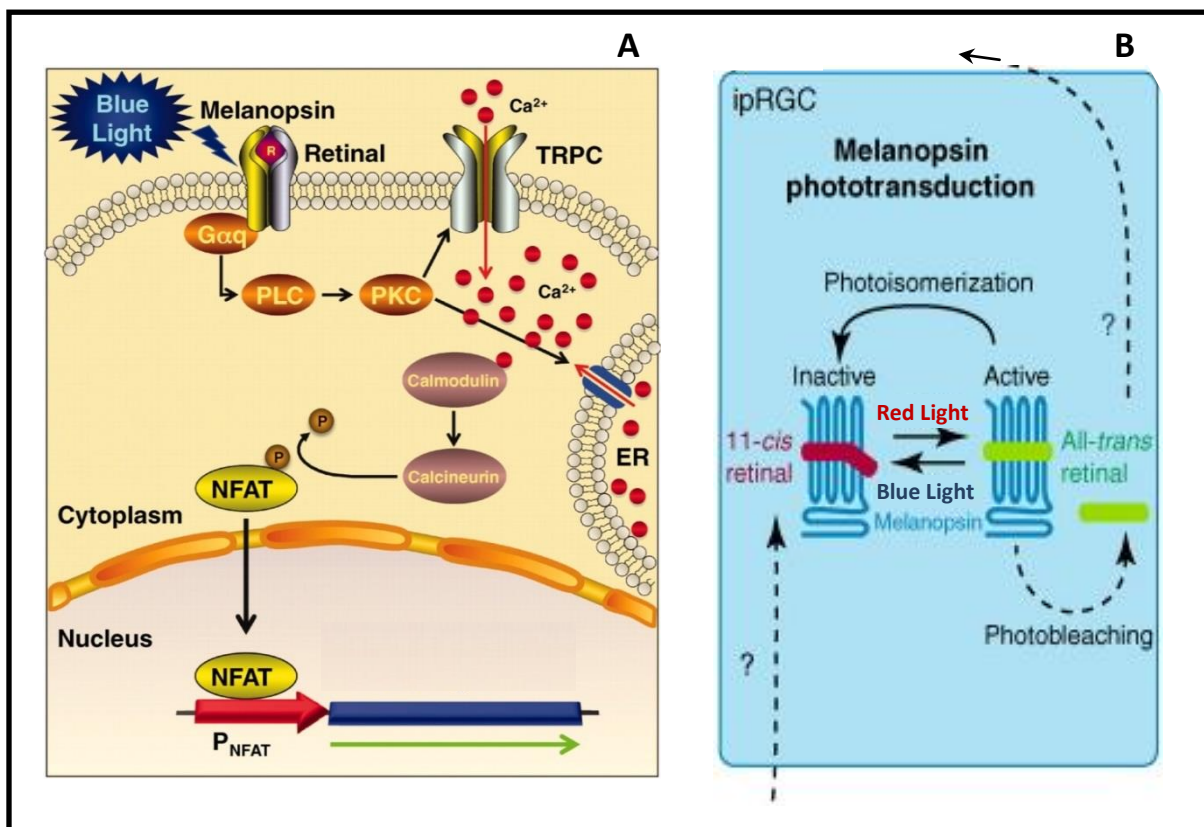 A
Blue
Light
Melanopsin
R
Retinal
Ca²⁺
TRPC
Gαq
PLC
PKC
Ca²⁺
Calmodulin
P
P
NFAT
Calcineurin
ER
Cytoplasm
Nucleus
NFAT
P_NFAT
B
ipRGC
Melanopsin
phototransduction
Photoisomerization
?
Inactive
Active
Red Light
11-cis
retinal
All-trans
retinal
Blue Light
Melanopsin
Photobleaching
?